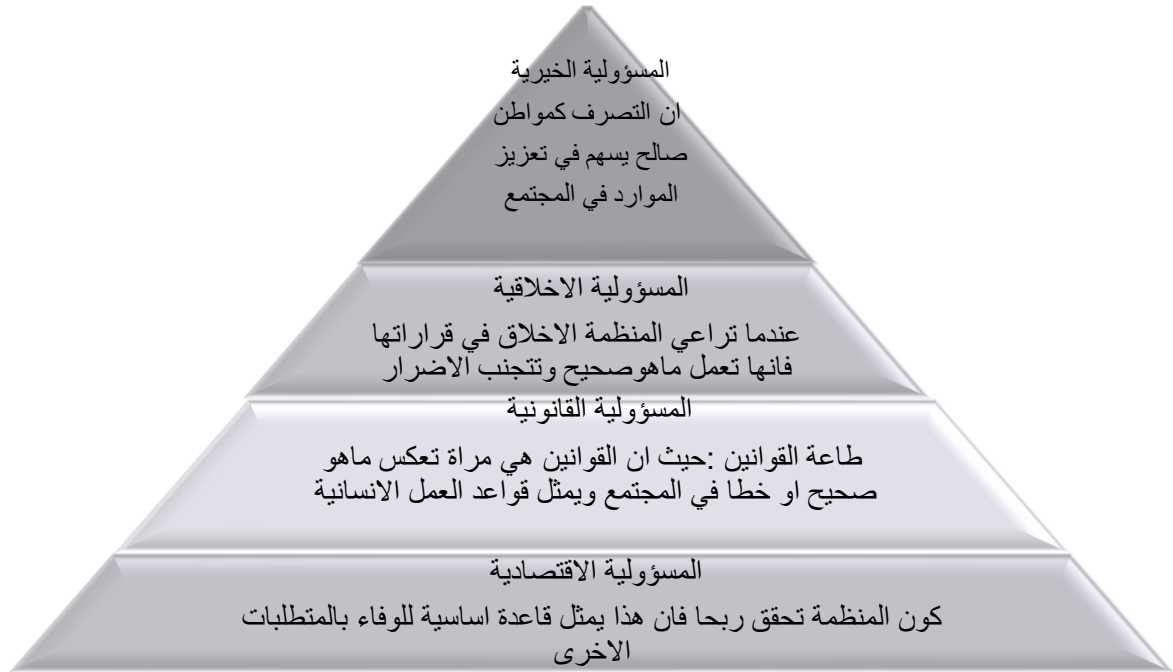 المسؤولية الخيرية
ان التصرف كمواطن
صالح يسهم في تعزيز
الموارد في المجتمع
المسؤولية الاخلاقية
عندما تراعي المنظمة الاخلاق في قراراتها
فانها تعمل ماهوصحيح وتتجنب الاضرار
المسؤولية القانونية
طاعة القوانين :حيث ان القوانين هي مراة تعكس ماهو
صحيح او خطا في المجتمع ويمثل قواعد العمل الانسانية
المسؤولية الاقتصادية
كون المنظمة تحقق ربحا فان هذا يمثل قاعدة اساسية للوفاء بالمتطلبات
الاخرى